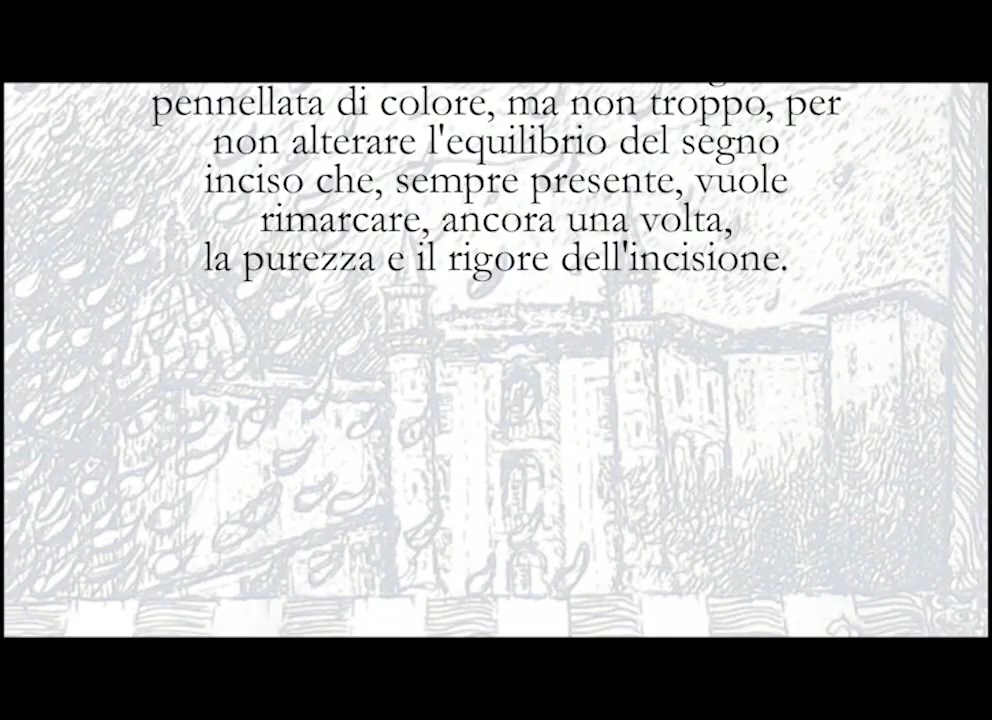 pennellata di colore, ma non troppo, per
non alterare l'equilibrio del segno
inciso che, sempre presente, vuole
rimarcare, ancora una volta,
la purezza e il rigore dell'incisione.